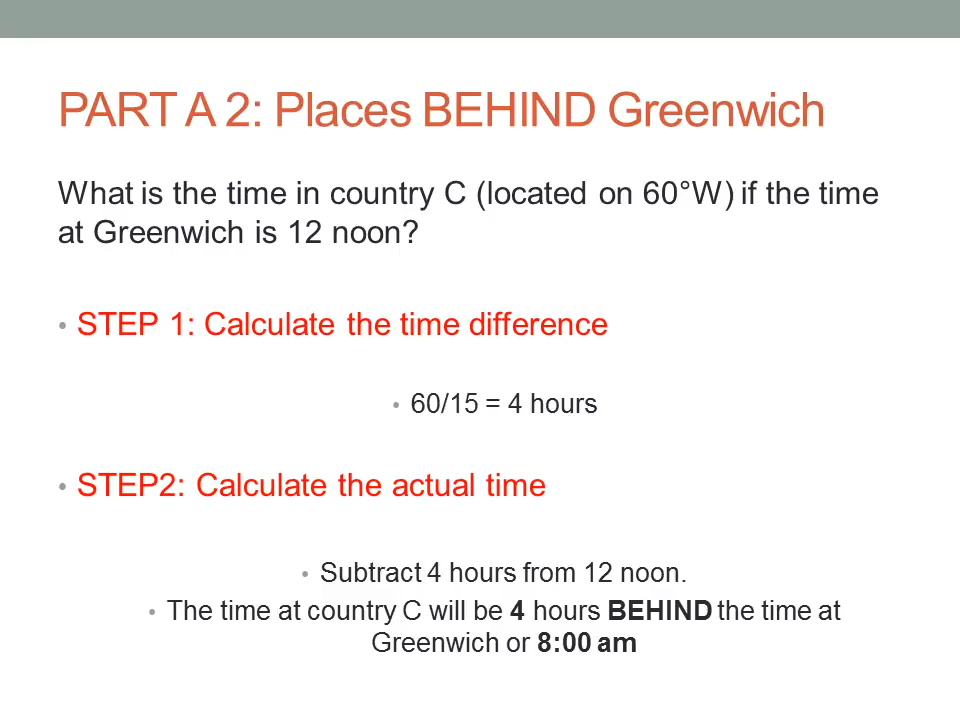 PART A 2: Places BEHIND Greenwich
What is the time in country C (located on 60°W) if the time
at Greenwich is 12 noon?
• STEP 1: Calculate the time difference
• 60/15 = 4 hours
• STEP2: Calculate the actual time
• Subtract 4 hours from 12 noon.
• The time at country C will be 4 hours BEHIND the time at
Greenwich or 8:00 am